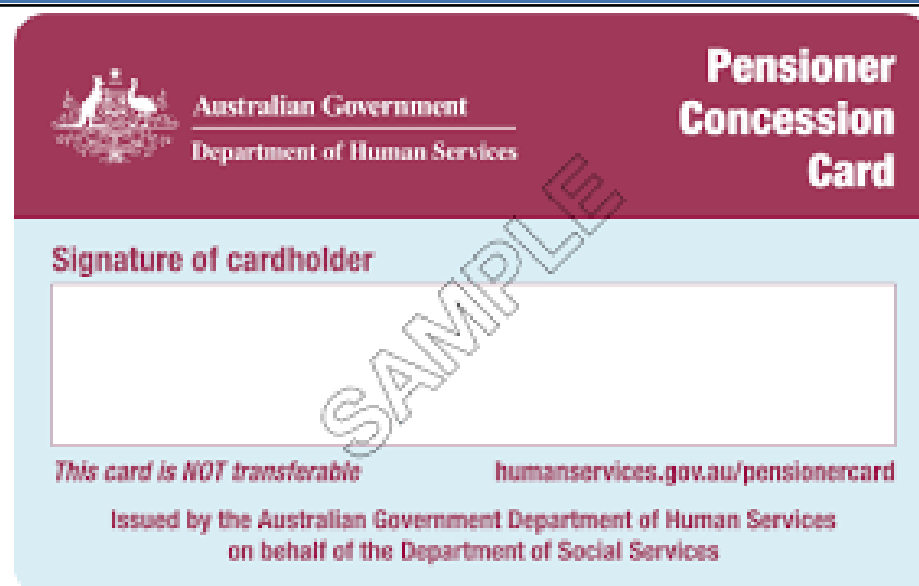 Australian Government
Department of Human Services
Pensioner
Concession
Card
Signature of cardholder
SAMPLE
This card is NOT transferable
humanservices.gov.au/pensionercard
Issued by the Australian Government Department of Human Services
on behalf of the Department of Social Services